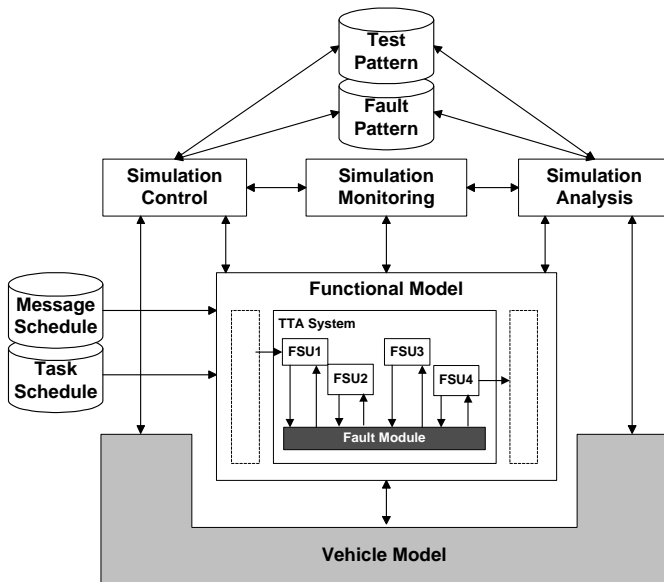 Test
Pattern
Fault
Pattern
Simulation
Control
Simulation
Monitoring
Simulation
Analysis
Functional Model
Message
Schedule
Task
Schedule
TTA System
FSU1
FSU2
FSU3
FSU4
Fault Module
Vehicle Model